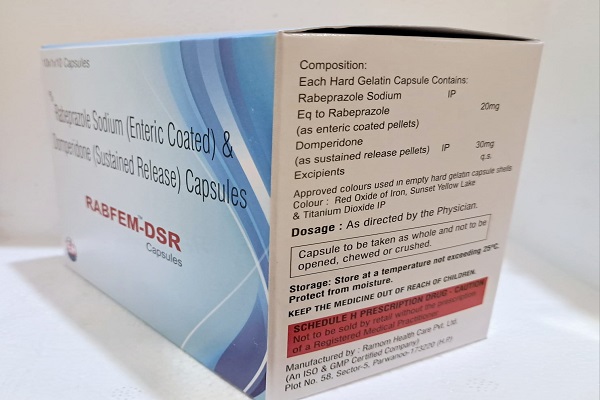 10x1x10 Capsules
Rabeprazole Sodium (Enteric Coated) &
Domperidone (Sustained Release) Capsules
RABFEM-DSR
Capsules
Composition:
Each Hard Gelatin Capsule Contains:
Rabeprazole Sodium IP
Eq to Rabeprazole 20mg
(as enteric coated pellets)
Domperidone IP 30mg
(as sustained release pellets)
Excipients q.s.
Approved colours used in empty hard gelatin capsule shells
Colour : Red Oxide of Iron, Sunset Yellow Lake
& Titanium Dioxide IP
Dosage : As directed by the Physician.
Capsule to be taken as whole and not to be
opened, chewed or crushed.
Storage: Store at a temperature not exceeding 25°C.
Protect from moisture.
KEEP THE MEDICINE OUT OF REACH OF CHILDREN.
SCHEDULE H PRESCRIPTION DRUG - CAUTION
Not to be sold by retail without the prescription
of a Registered Medical Practitioner.
Manufactured by : Ramom Health Care Pvt. Ltd.
(An ISO & GMP Certified Company)
Plot No. 58, Sector-5, Parwanoo-173220 (H.P.)